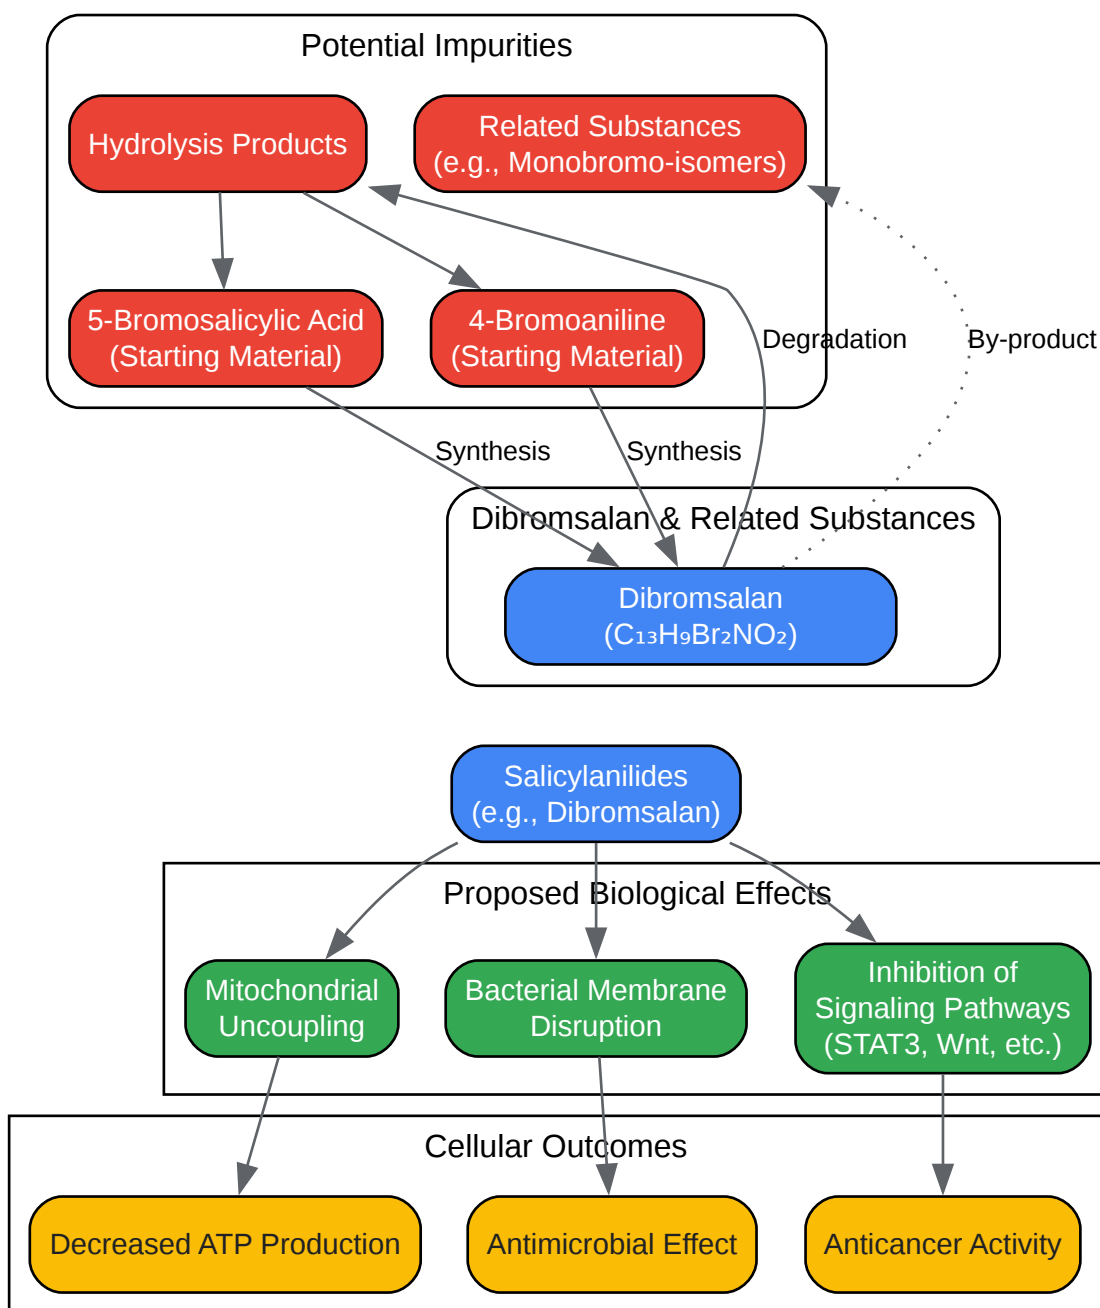 Potential Impurities
Hydrolysis Products
Related Substances
(e.g., Monobromo-isomers)
5-Bromosalicylic Acid
(Starting Material)
4-Bromoaniline
(Starting Material)
Degradation
By-product
Synthesis
Synthesis
Dibromsalan & Related Substances
Dibromsalan
(C₁₃H₉Br₂NO₂)
Salicylanilides
(e.g., Dibromsalan)
Proposed Biological Effects
Mitochondrial
Uncoupling
Bacterial Membrane
Disruption
Inhibition of
Signaling Pathways
(STAT3, Wnt, etc.)
Cellular Outcomes
Decreased ATP Production
Antimicrobial Effect
Anticancer Activity